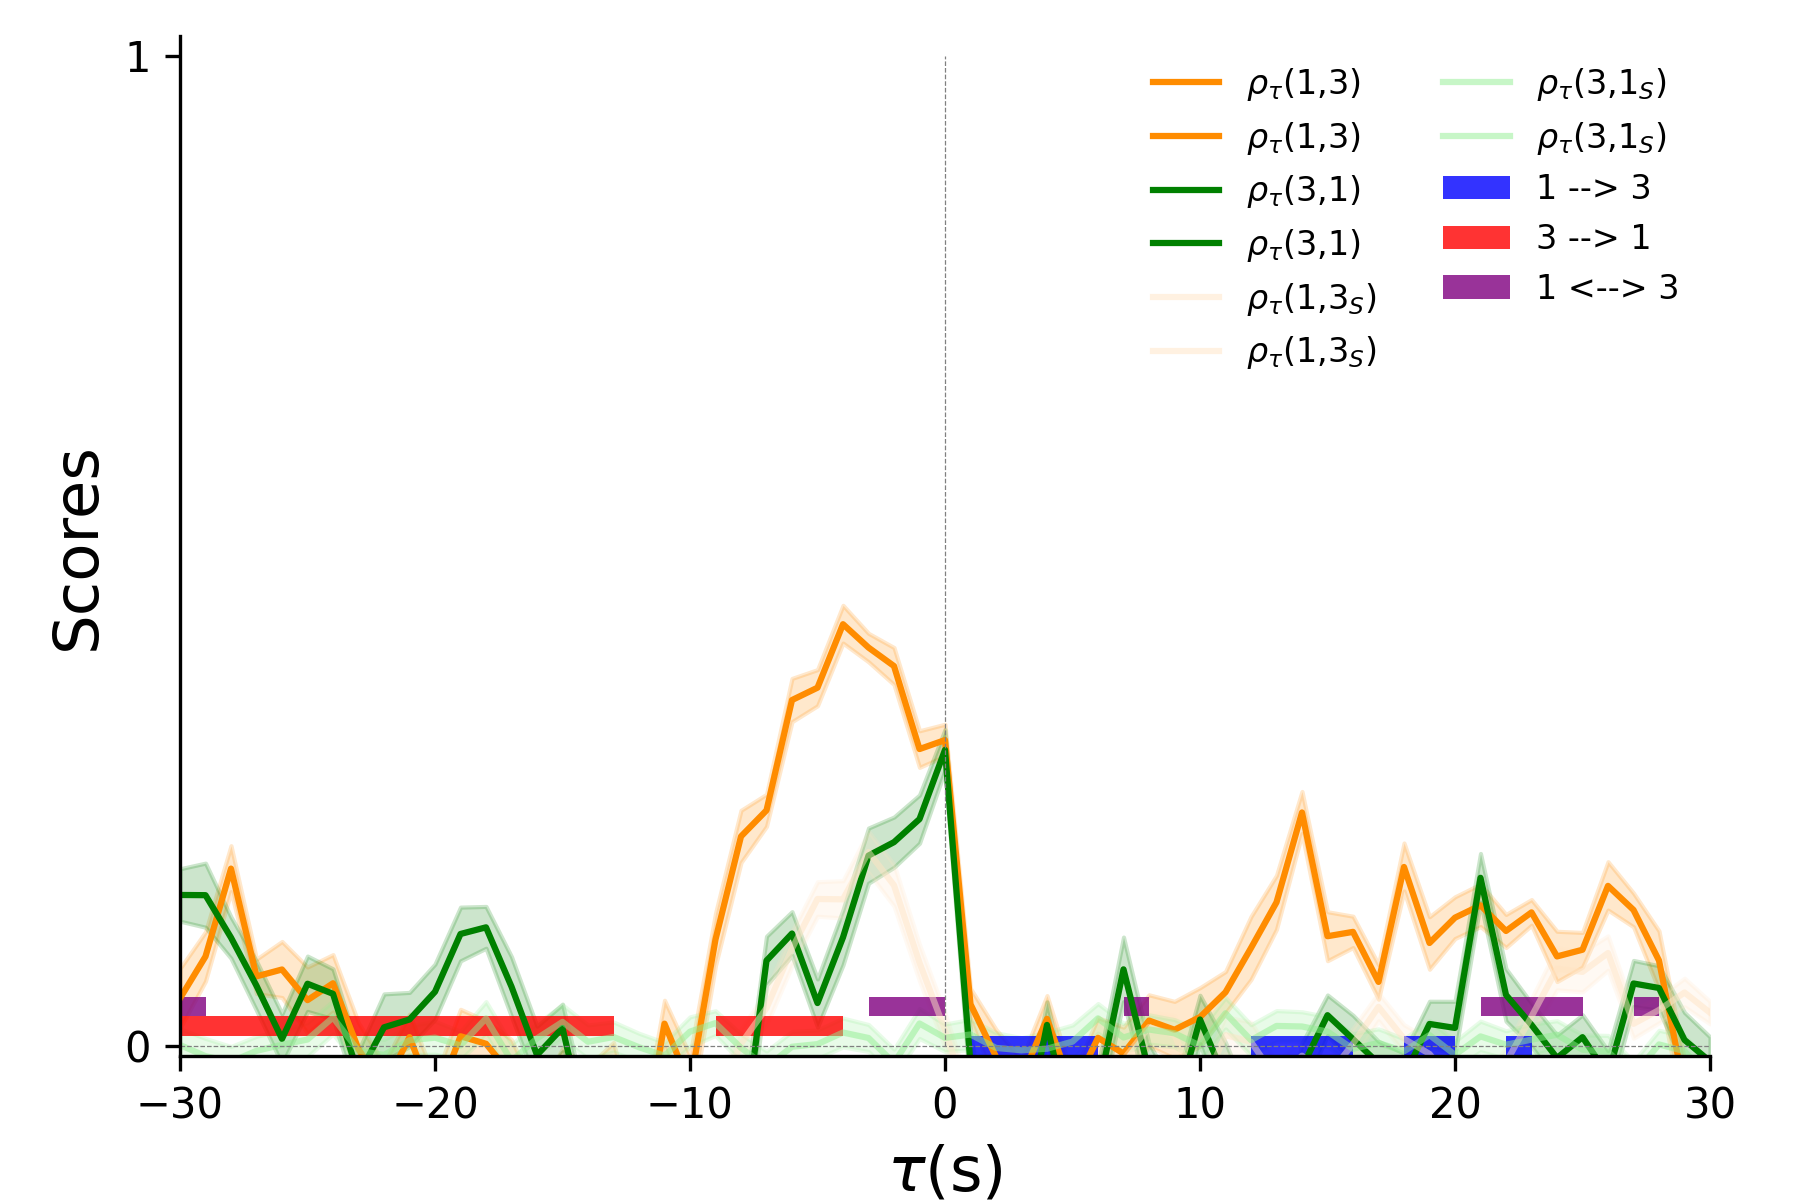 1
ρτ(1,3)
ρτ(1,3)
ρτ(3,1)
ρτ(3,1)
ρτ(1,3S)
ρτ(1,3S)
ρτ(3,1S)
ρτ(3,1S)
1 --> 3
3 --> 1
1 <--> 3
Scores
0
−30 −20 −10 0 10 20 30
τ(s)